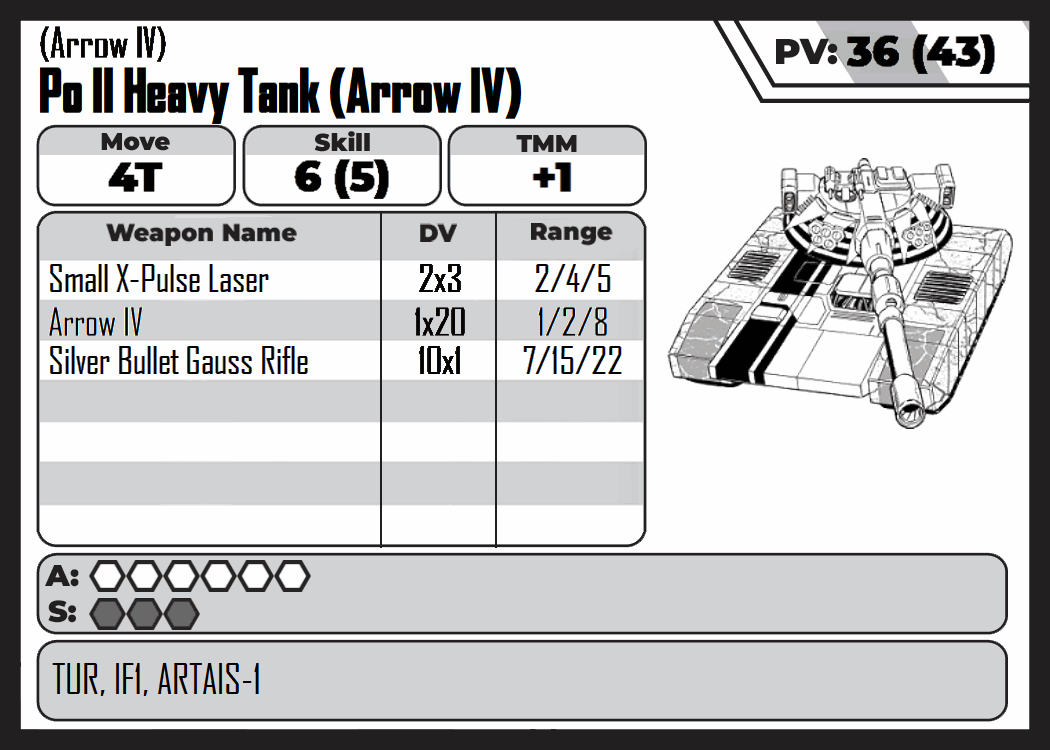 (Arrow IV)
Po II Heavy Tank (Arrow IV)
PV: 36 (43)
Move Skill TMM
4T 6 (5) +1
Weapon Name DV Range
Small X-Pulse Laser 2x3 2/4/5
Arrow IV 1x20 1/2/8
Silver Bullet Gauss Rifle 10x1 7/15/22
A:
S:
TUR, IF1, ARTAIS-1